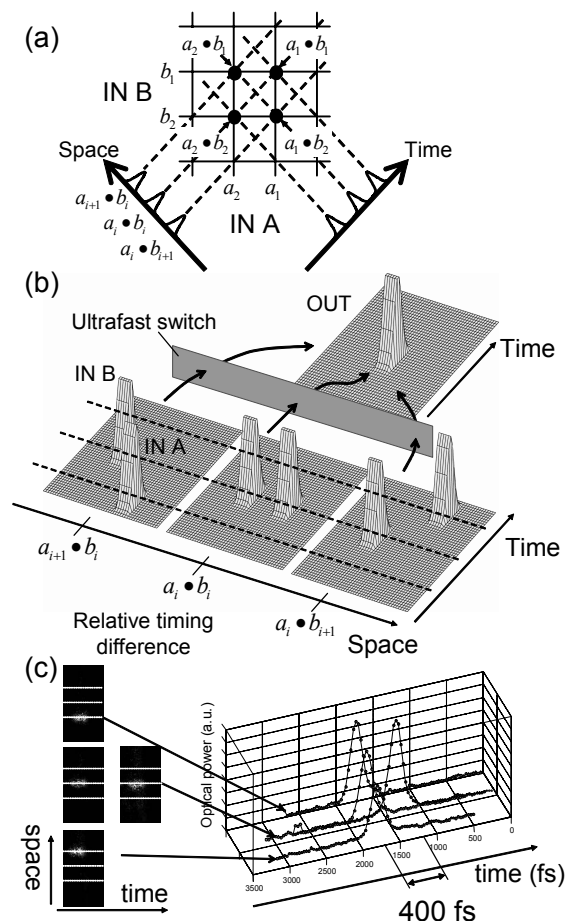 (a)
a₂ • b₁
a₁ • b₁
b₁
IN B
b₂
a₂ • b₂
a₁ • b₂
Space
Time
a₂
a₁
aᵢ₊₁ • bᵢ
aᵢ • bᵢ
aᵢ • bᵢ₊₁
IN A
(b)
OUT
Ultrafast switch
Time
IN B
IN A
Time
aᵢ₊₁ • bᵢ
aᵢ • bᵢ
aᵢ • bᵢ₊₁
Relative timing
difference
Space
(c)
Optical power (a.u.)
space
time
3500
3000
2500
2000
1500
1000
500
0
time (fs)
400 fs